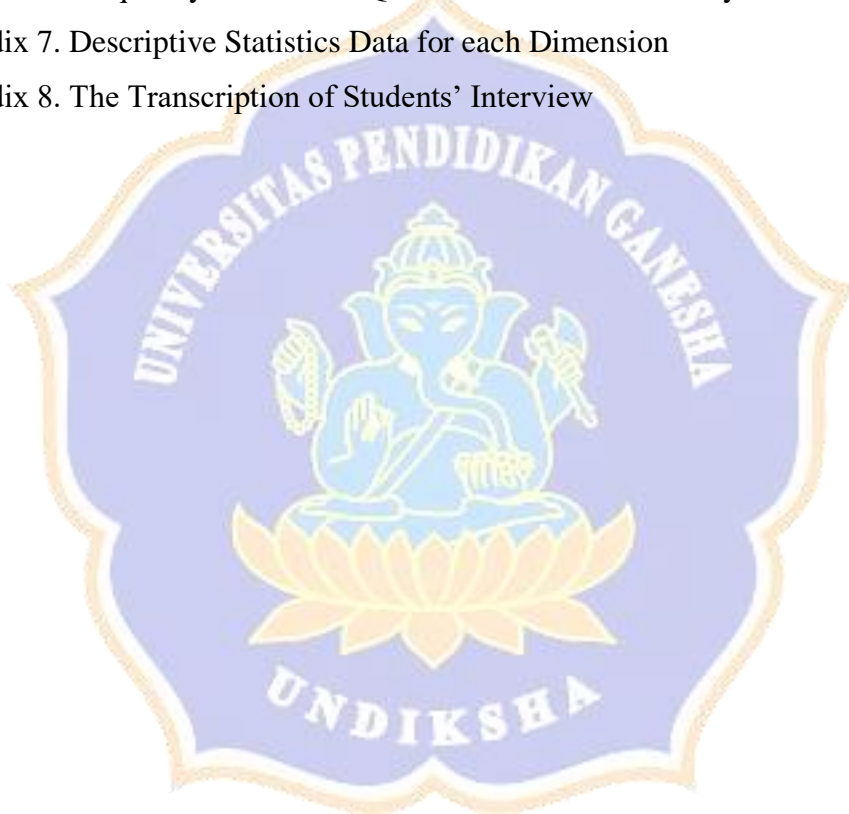 dix 7. Descriptive Statistics Data for each Dimension
dix 8. The Transcription of Students’ Interview
UNIVERSITAS PENDIDIKAN GANESHA
UNDIKSHA